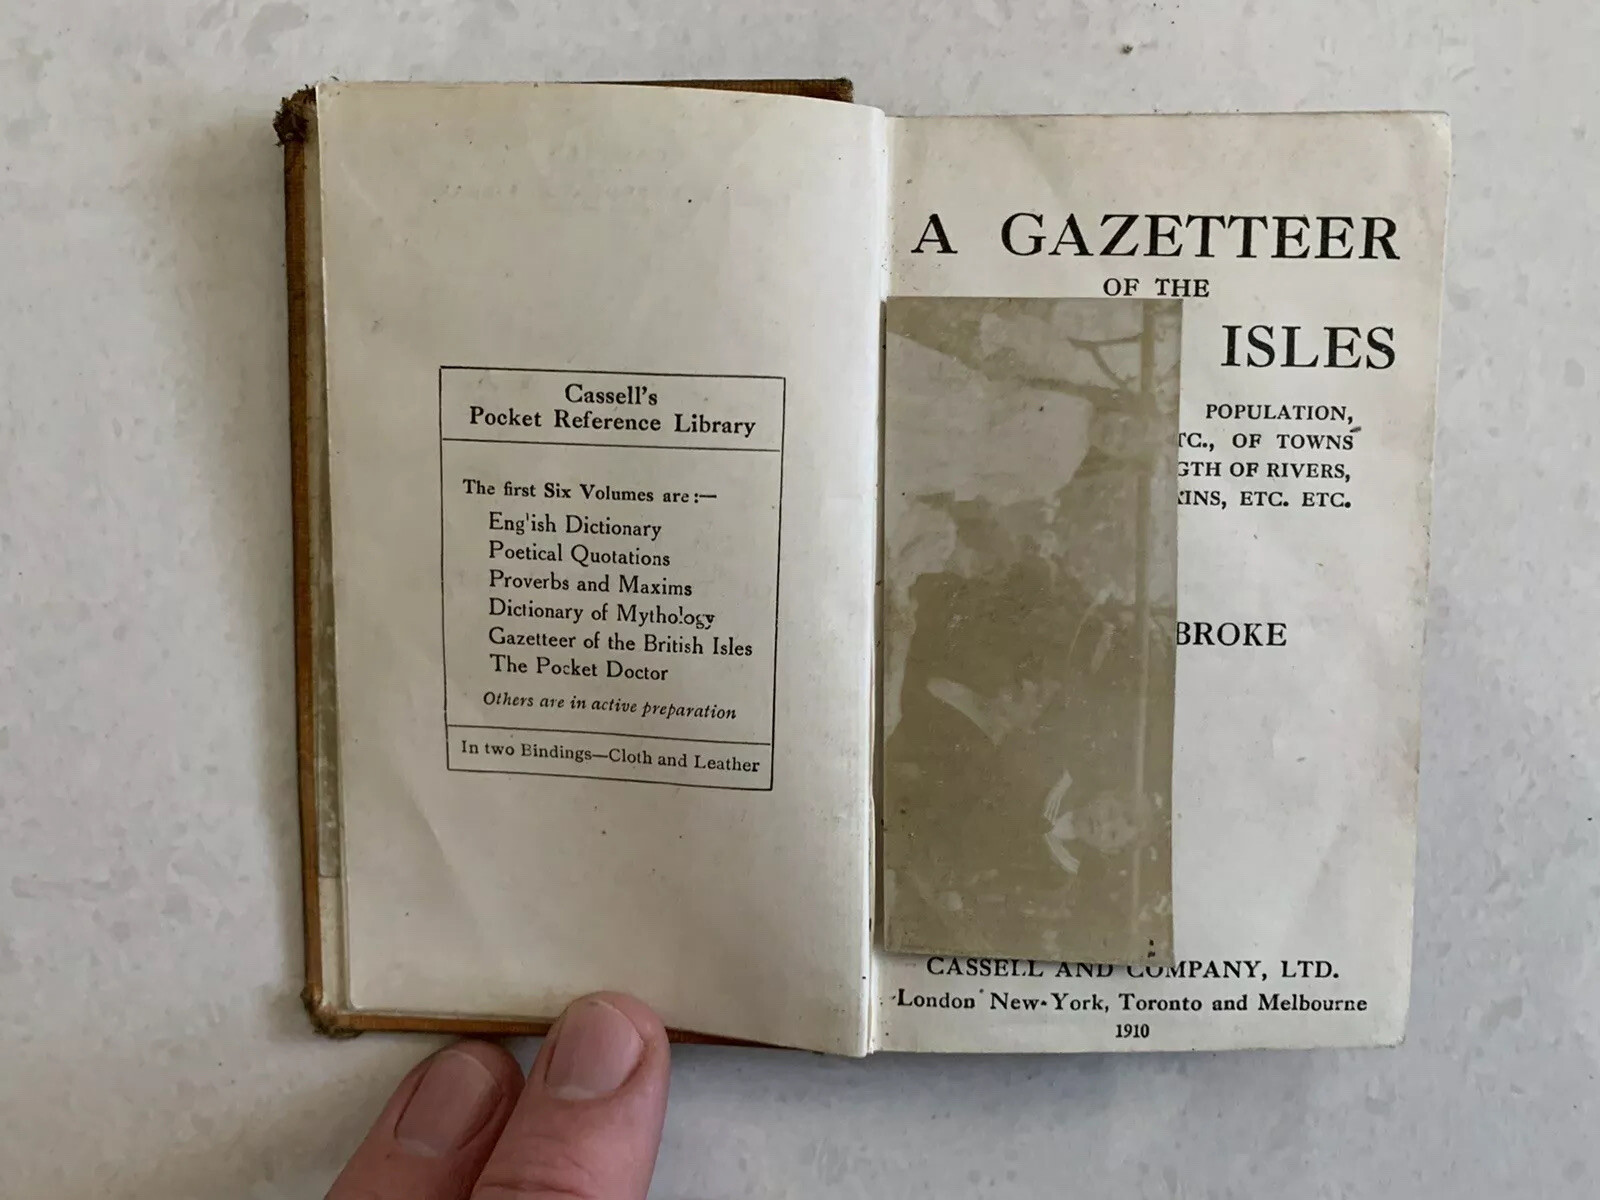 Cassell's
Pocket Reference Library
The first Six Volumes are:—
Eng'ish Dictionary
Poetical Quotations
Proverbs and Maxims
Dictionary of Mythology
Gazetteer of the British Isles
The Pocket Doctor
Others are in active preparation
In two Bindings—Cloth and Leather
A GAZETTEER
OF THE
ISLES
POPULATION,
TC., OF TOWNS
GTH OF RIVERS,
INS, ETC. ETC.
BROKE
CASSELL AND COMPANY, LTD.
London New-York, Toronto and Melbourne
1910